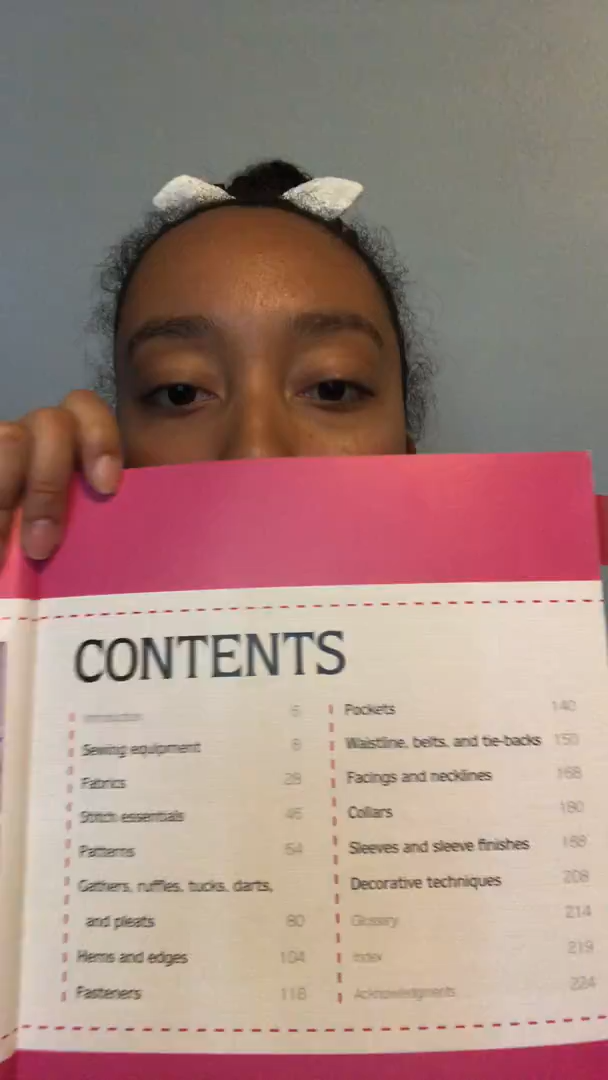 CONTENTS
Introduction 6
Sewing equipment 8
Fabrics 28
Stitch essentials 46
Patterns 64
Gathers, ruffles, tucks, darts,
and pleats 80
Hems and edges 104
Fasteners 118
Pockets 140
Waistline, belts, and tie-backs 150
Facings and necklines 168
Collars 180
Sleeves and sleeve finishes 188
Decorative techniques 208
Glossary 214
Index 219
Acknowledgments 224